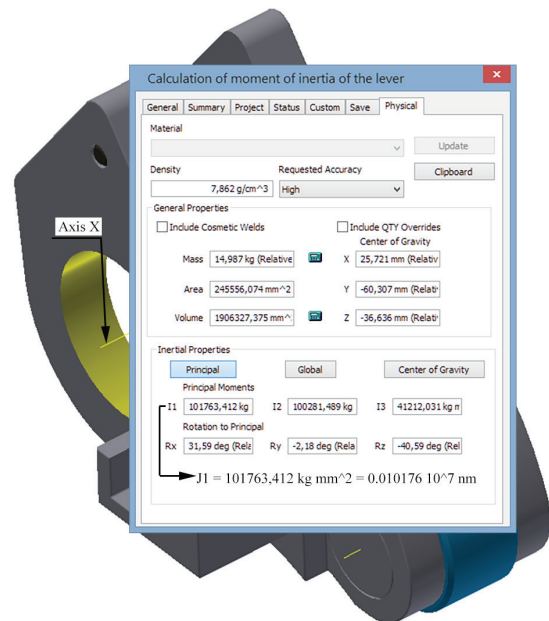 Calculation of moment of inertia of the lever
General Summary Project Status Custom Save Physical
Material
Update
Density Requested Accuracy Clipboard
7,862 g/cm^3 High
General Properties
Include Cosmetic Welds Include QTY Overrides
Center of Gravity
Axis X
Mass 14,987 kg (Relative X 25,721 mm (Relativ
Area 245556,074 mm^2 Y -60,307 mm (Relati
Volume 1906327,375 mm^ Z -36,636 mm (Relati
Inertial Properties
Principal Global Center of Gravity
Principal Moments
I1 101763,412 kg I2 100281,489 kg I3 41212,031 kg m
Rotation to Principal
Rx 31,59 deg (Rela Ry -2,18 deg (Rela Rz -40,59 deg (Rel
J1 = 101763,412 kg mm^2 = 0.010176 10^7 nm